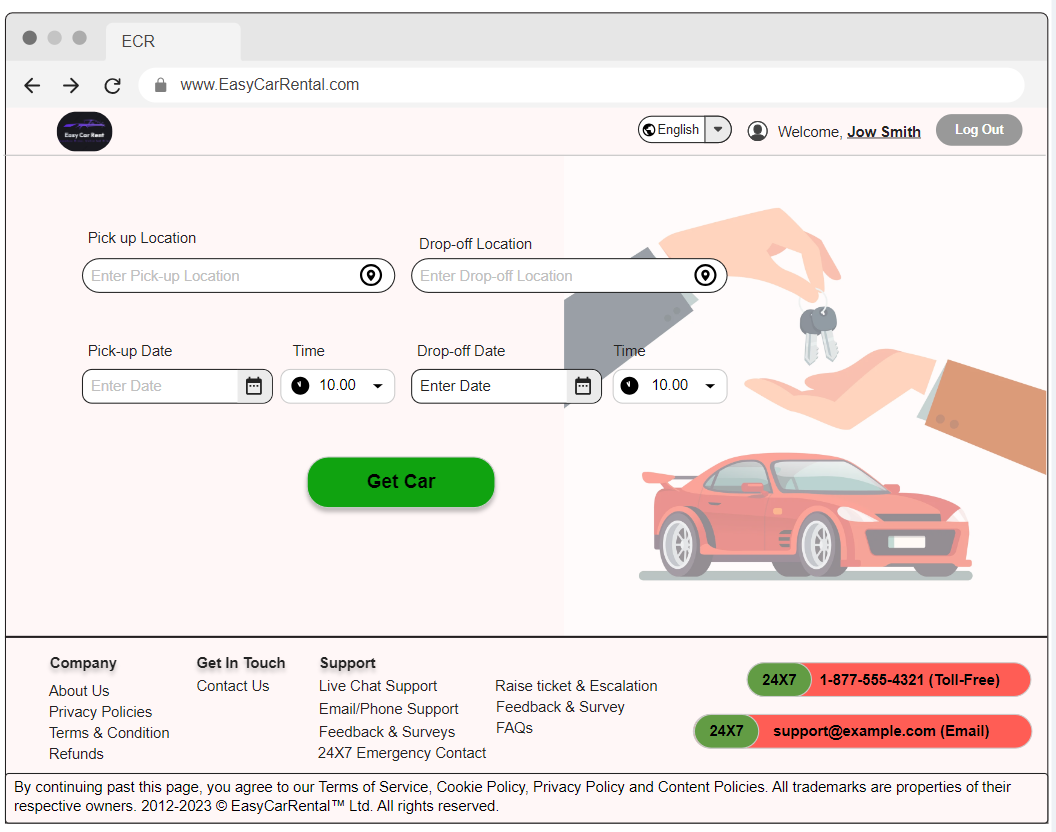 ECR
www.EasyCarRental.com
Easy Car Rent
English
Welcome, Jow Smith
Log Out
Pick up Location
Drop-off Location
Enter Pick-up Location
Enter Drop-off Location
Pick-up Date
Time
Drop-off Date
Time
Enter Date
10.00
Enter Date
10.00
Get Car
Company
About Us
Privacy Policies
Terms & Condition
Refunds
Get In Touch
Contact Us
Support
Live Chat Support
Email/Phone Support
Feedback & Surveys
24X7 Emergency Contact
Raise ticket & Escalation
Feedback & Survey
FAQs
24X7 1-877-555-4321 (Toll-Free)
24X7 support@example.com (Email)
By continuing past this page, you agree to our Terms of Service, Cookie Policy, Privacy Policy and Content Policies. All trademarks are properties of their
respective owners. 2012-2023 © EasyCarRental™ Ltd. All rights reserved.